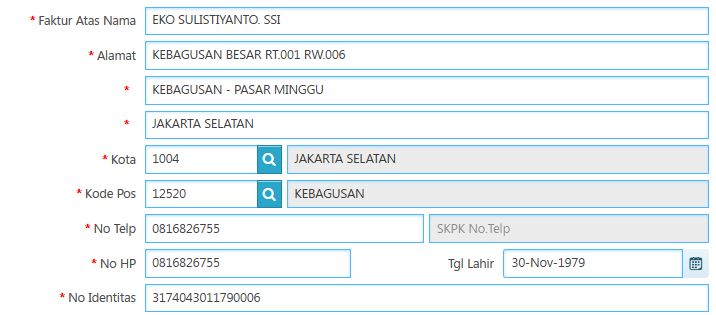 * Faktur Atas Nama EKO SULISTIYANTO. SSI
* Alamat KEBAGUSAN BESAR RT.001 RW.006
* KEBAGUSAN - PASAR MINGGU
* JAKARTA SELATAN
* Kota 1004 JAKARTA SELATAN
* Kode Pos 12520 KEBAGUSAN
* No Telp 0816826755 SKPK No.Telp
* No HP 0816826755 Tgl Lahir 30-Nov-1979
* No Identitas 3174043011790006